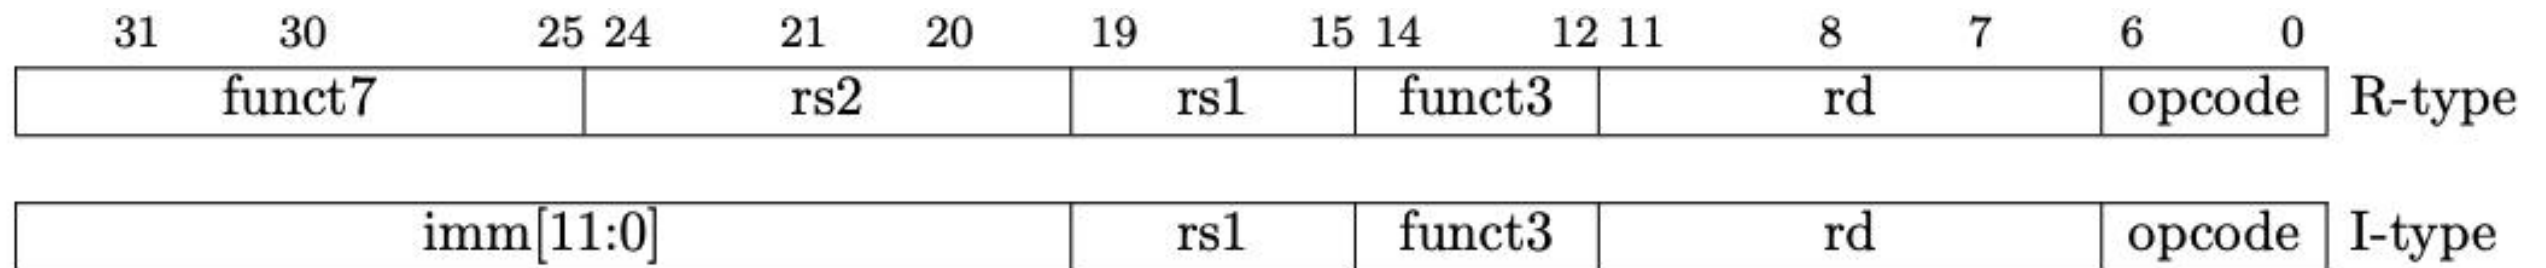 31 30 25 24 21 20 19 15 14 12 11 8 7 6 0
funct7 rs2 rs1 funct3 rd opcode R-type
imm[11:0] rs1 funct3 rd opcode I-type